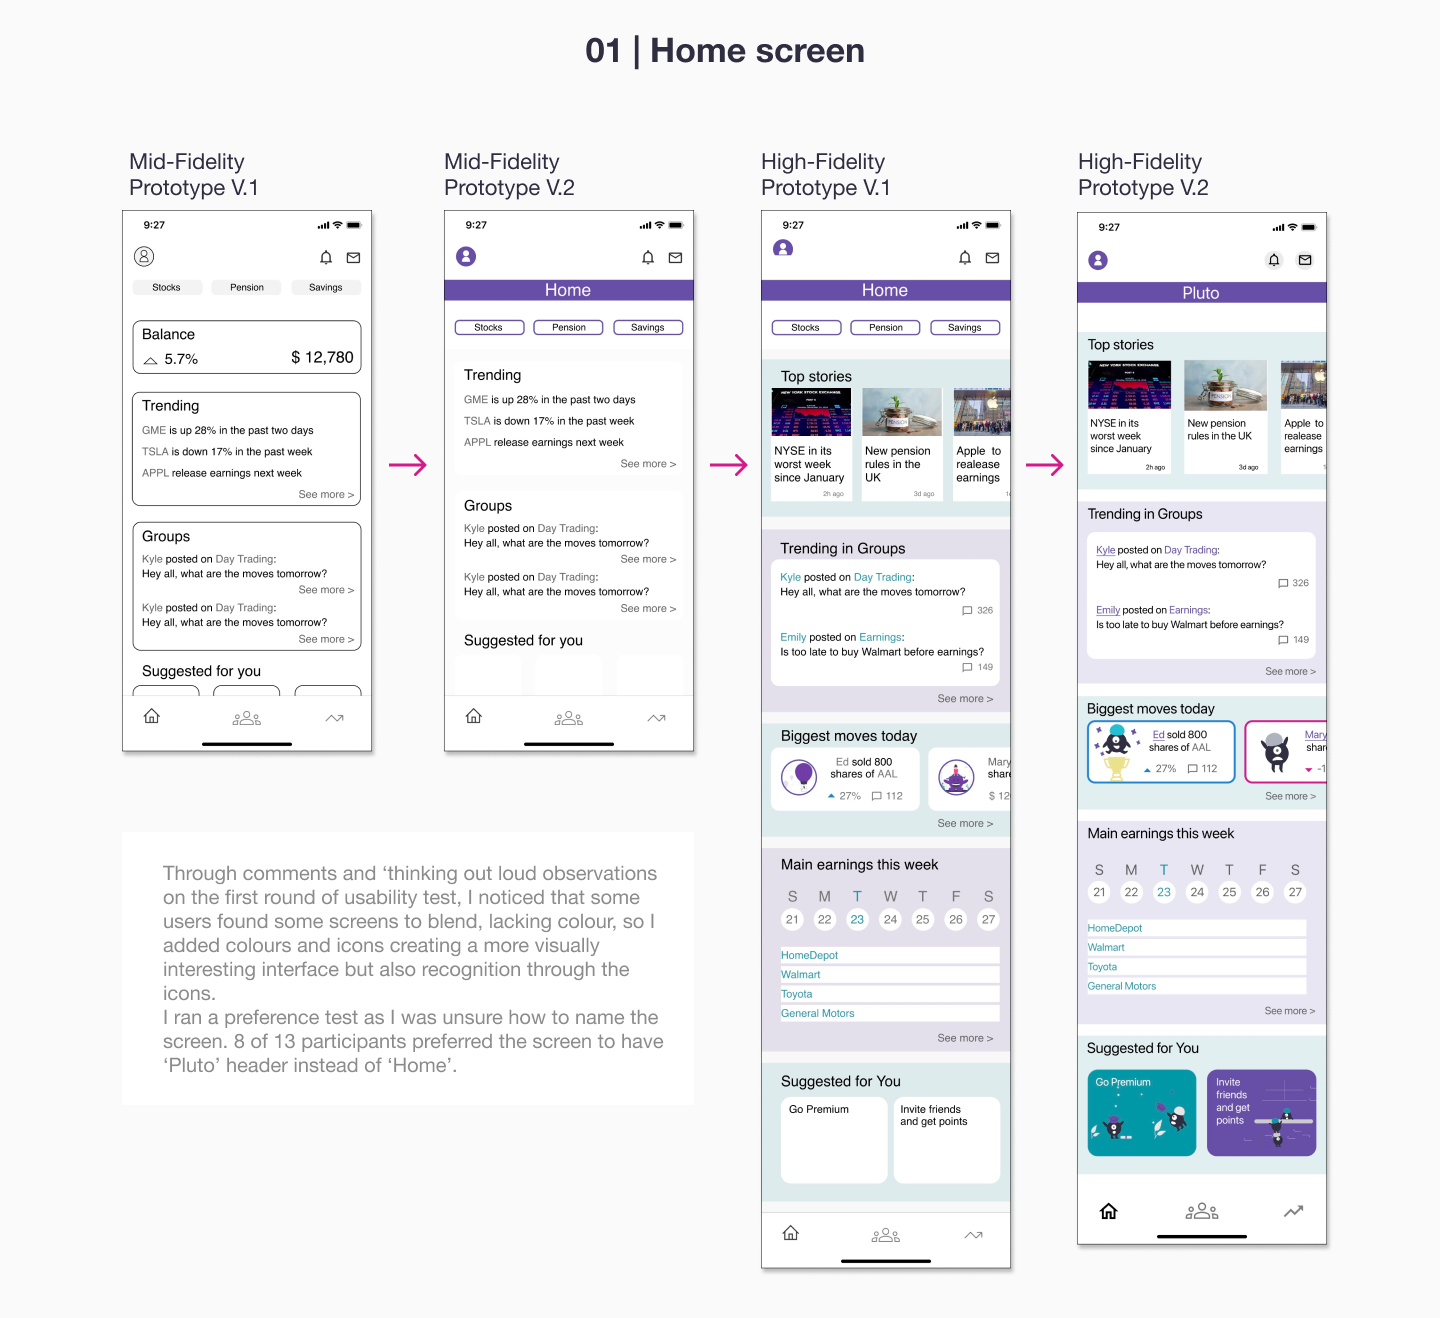 01 | Home screen
Mid-Fidelity
Prototype V.1
9:27
Stocks Pension Savings
Balance
5.7% $ 12,780
Trending
GME is up 28% in the past two days
TSLA is down 17% in the past week
APPL release earnings next week
See more >
Groups
Kyle posted on Day Trading:
Hey all, what are the moves tomorrow?
See more >
Kyle posted on Day Trading:
Hey all, what are the moves tomorrow?
See more >
Suggested for you
Mid-Fidelity
Prototype V.2
9:27
Home
Stocks Pension Savings
Trending
GME is up 28% in the past two days
TSLA is down 17% in the past week
APPL release earnings next week
See more >
Groups
Kyle posted on Day Trading:
Hey all, what are the moves tomorrow?
See more >
Kyle posted on Day Trading:
Hey all, what are the moves tomorrow?
See more >
Suggested for you
High-Fidelity
Prototype V.1
9:27
Home
Stocks Pension Savings
Top stories
NEW YORK STOCK EXCHANGE
PENSION
NYSE in its
worst week
since January
2h ago
New pension
rules in the
UK
3d ago
Apple to
realease
earnings
Trending in Groups
Kyle posted on Day Trading:
Hey all, what are the moves tomorrow?
326
Emily posted on Earnings:
Is too late to buy Walmart before earnings?
149
See more >
Biggest moves today
Ed sold 800
shares of AAL
27% 112
Mary
share
$ 12
See more >
Main earnings this week
S M T W T F S
21 22 23 24 25 26 27
HomeDepot
Walmart
Toyota
General Motors
See more >
Suggested for You
Go Premium
Invite friends
and get points
High-Fidelity
Prototype V.2
9:27
Pluto
Top stories
NEW YORK STOCK EXCHANGE
PENSION
NYSE in its
worst week
since January
2h ago
New pension
rules in the UK
3d ago
Apple to
realease
earnings
Trending in Groups
Kyle posted on Day Trading:
Hey all, what are the moves tomorrow?
326
Emily posted on Earnings:
Is too late to buy Walmart before earnings?
149
See more >
Biggest moves today
Ed sold 800
shares of AAL
27% 112
Mary
shar
-1
See more >
Main earnings this week
S M T W T F S
21 22 23 24 25 26 27
HomeDepot
Walmart
Toyota
General Motors
See more >
Suggested for You
Go Premium
Invite
friends
and get
points
Through comments and ‘thinking out loud observations
on the first round of usability test, I noticed that some
users found some screens to blend, lacking colour, so I
added colours and icons creating a more visually
interesting interface but also recognition through the
icons.
I ran a preference test as I was unsure how to name the
screen. 8 of 13 participants preferred the screen to have
‘Pluto’ header instead of ‘Home’.